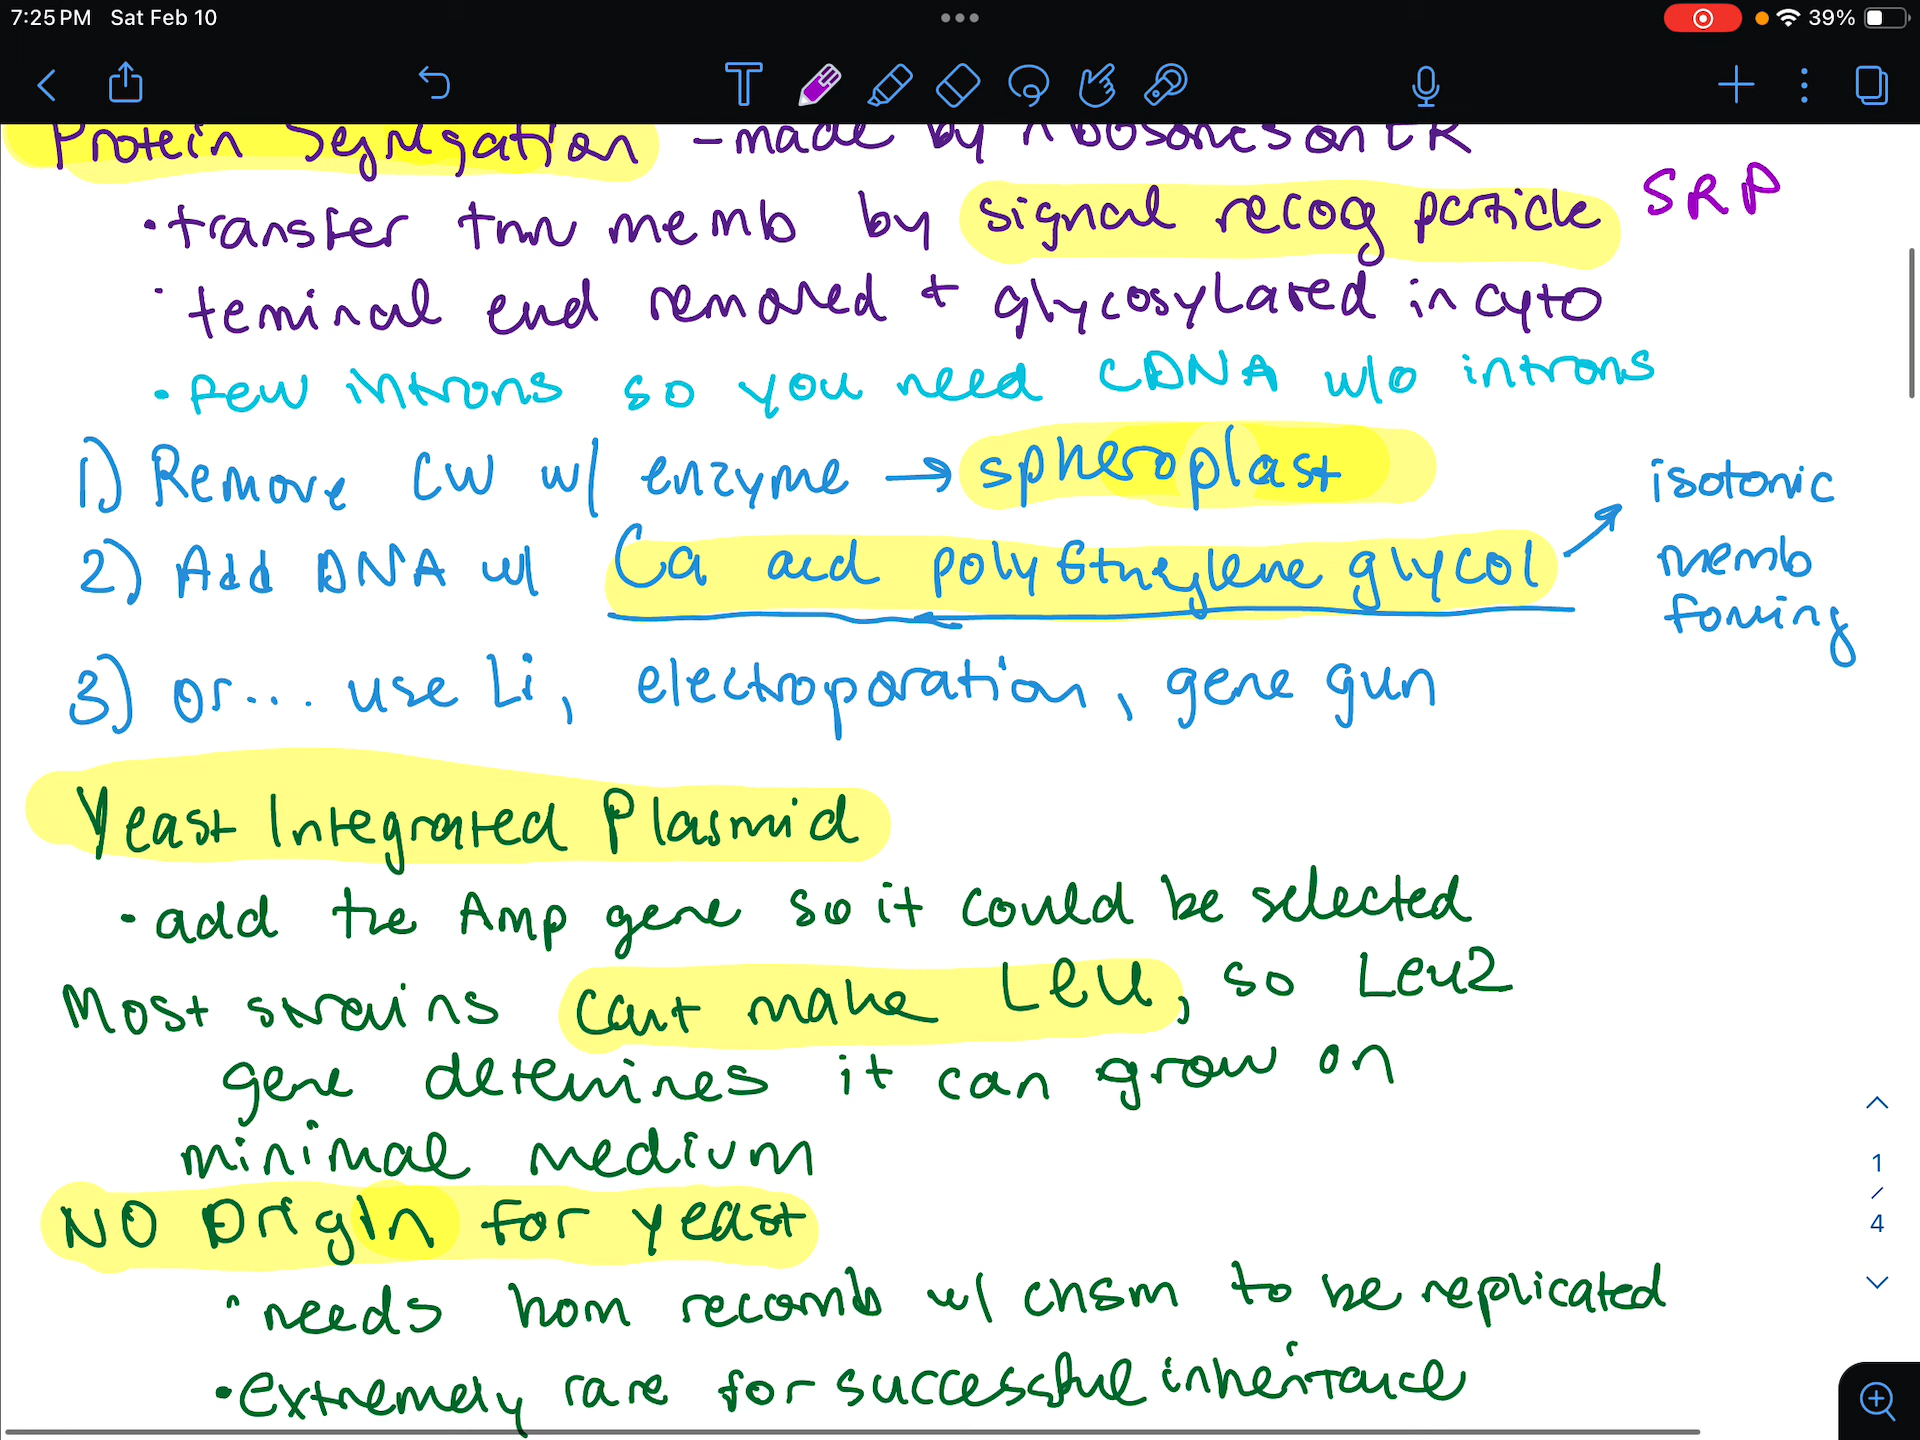 7:25 PM Sat Feb 10
39%
Protein Segregation - made by ribosomes on ER
• transfer thru memb by signal recog particle SRP
• teminal end removed + glycosylated in cyto
• few introns so you need CDNA w/o introns
1) Remove CW w/ enzyme → spheroplast
2) Add DNA w/ Ca and polyEthylene glycol
isotonic
memb
forming
3) or... use Li, electroporation, gene gun
Yeast Integrated Plasmid
• add the Amp gene so it could be selected
Most strains cant make Leu, so Leu2
gene determines it can grow on
minimal medium
NO Origin for yeast
• needs hom recomb w/ chsm to be replicated
• extremely rare for successful inheritance
1
/
4